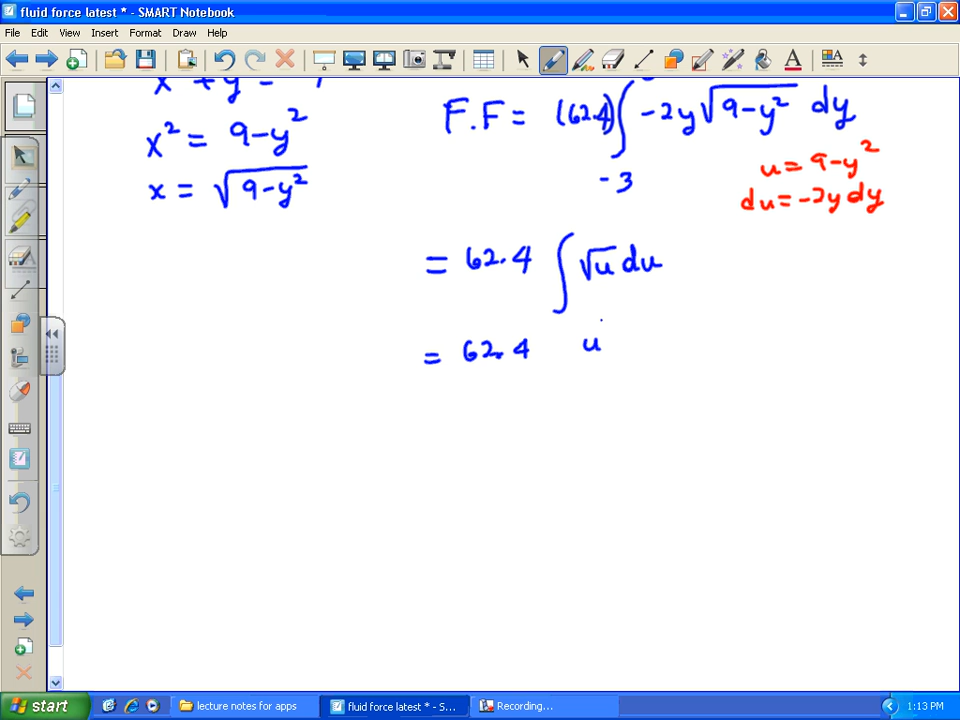 fluid force latest * - SMART Notebook
File Edit View Insert Format Draw Help
x² = 9-y²
x = √9-y²
F.F = (62.4) ∫ -2y √9-y² dy
-3
u = 9-y²
du = -2y dy
= 62.4 ∫ √u du
= 62.4 u
start
lecture notes for apps
fluid force latest * - S...
Recording...
1:13 PM